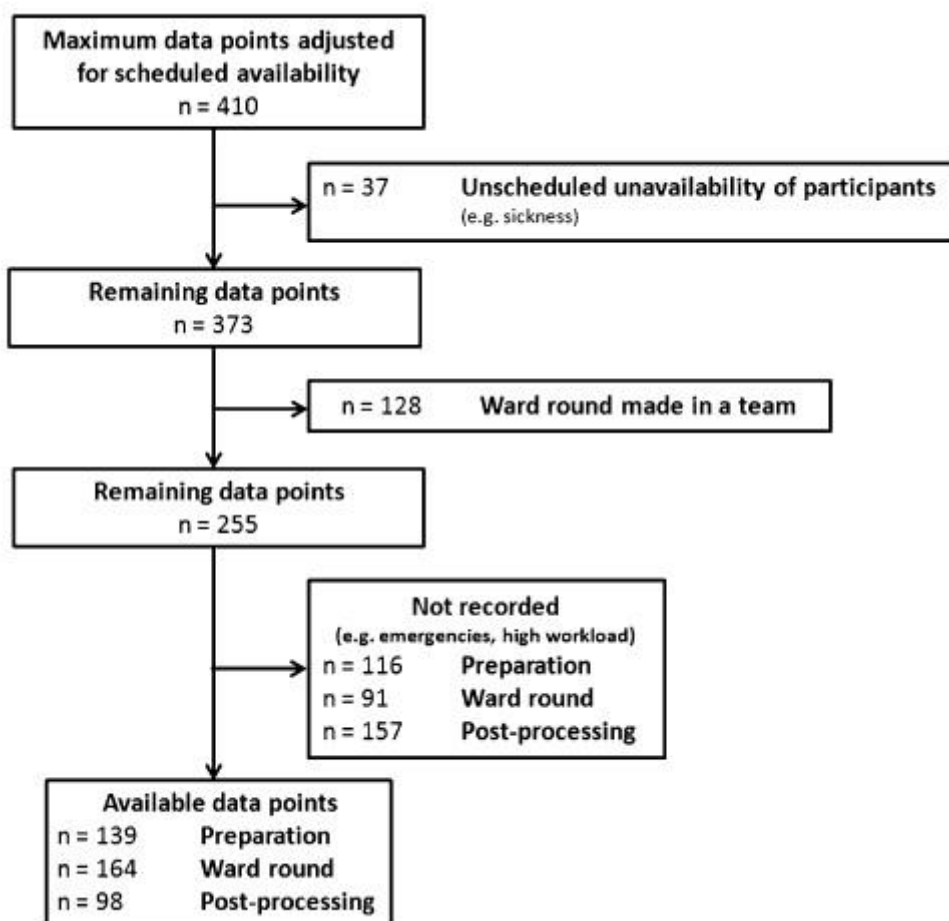 Maximum data points adjusted
for scheduled availability
n = 410
n = 37 Unscheduled unavailability of participants
(e.g. sickness)
Remaining data points
n = 373
n = 128 Ward round made in a team
Remaining data points
n = 255
Not recorded
(e.g. emergencies, high workload)
n = 116 Preparation
n = 91 Ward round
n = 157 Post-processing
Available data points
n = 139 Preparation
n = 164 Ward round
n = 98 Post-processing